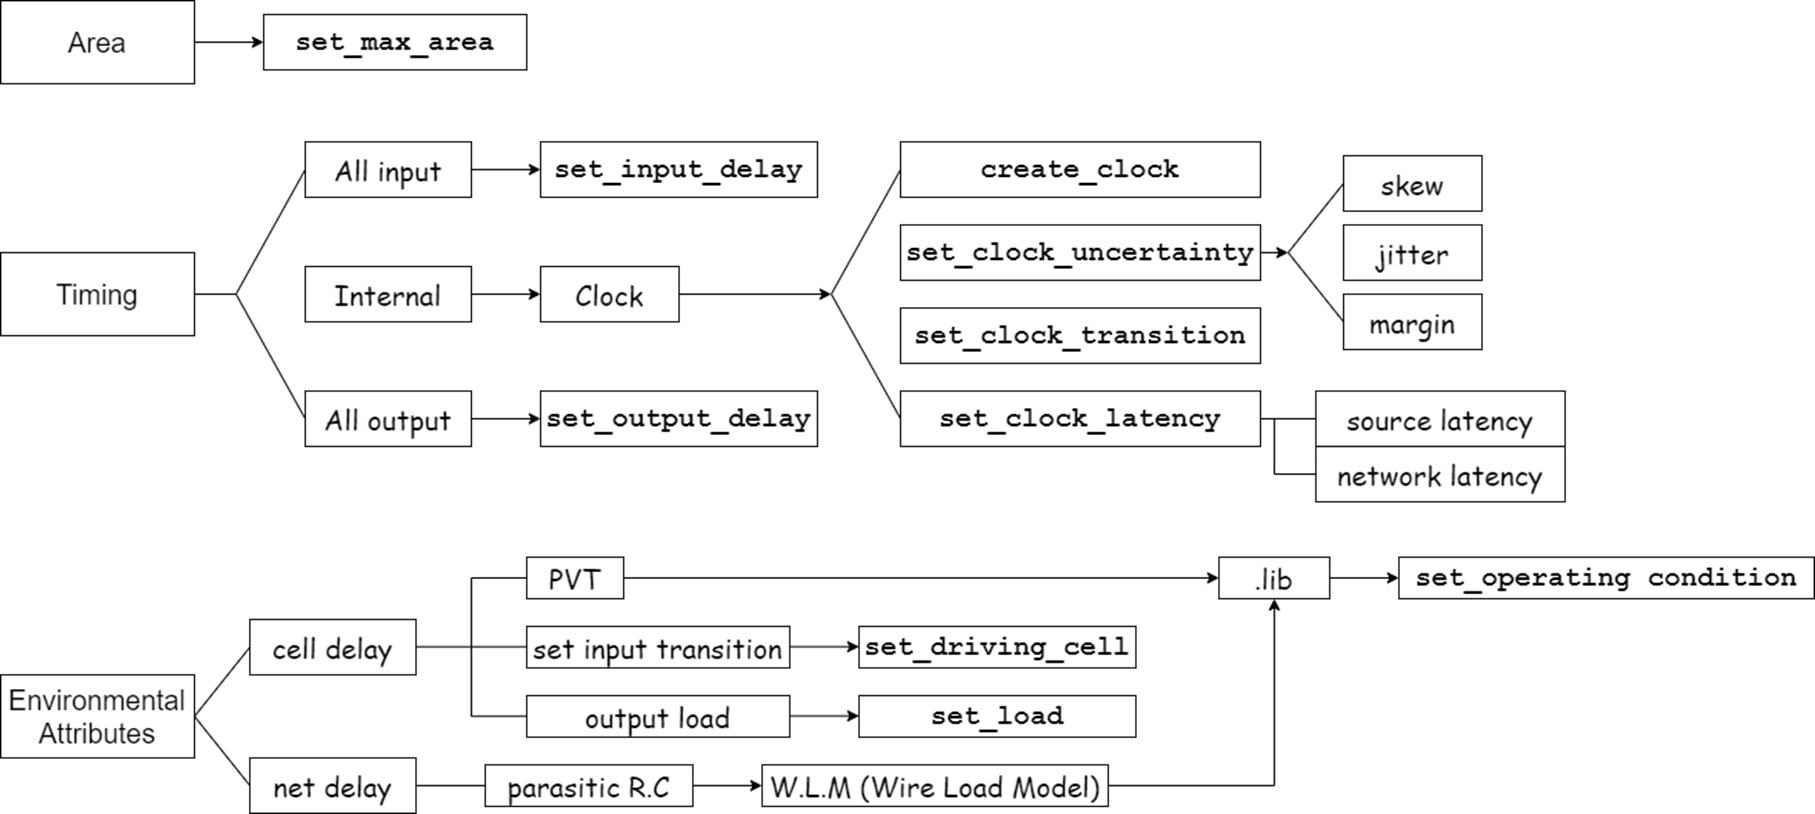 Area
set_max_area
All input
set_input_delay
create_clock
skew
set_clock_uncertainty
jitter
Timing
Internal
Clock
margin
set_clock_transition
All output
set_output_delay
set_clock_latency
source latency
network latency
PVT
.lib
set_operating condition
cell delay
set input transition
set_driving_cell
Environmental
Attributes
output load
set_load
net delay
parasitic R.C
W.L.M (Wire Load Model)